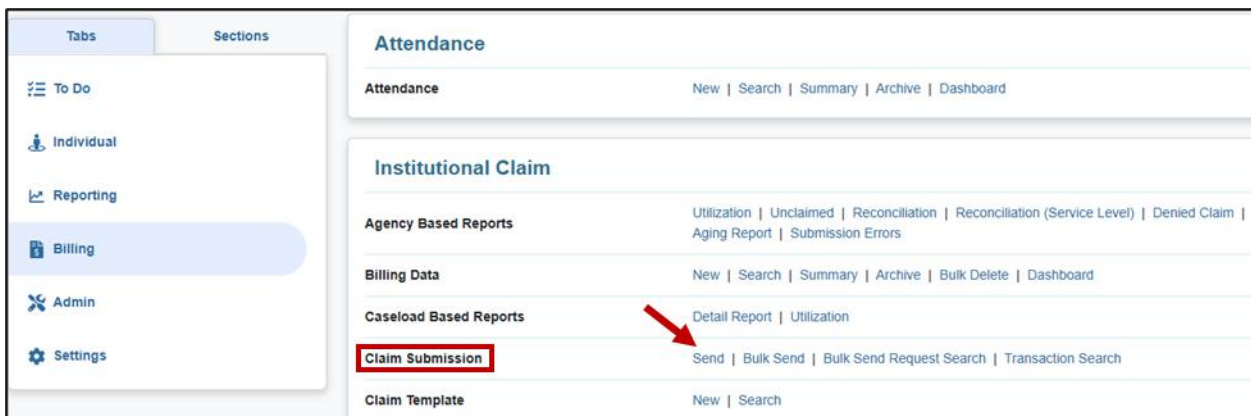 Tabs Sections
To Do
Individual
Reporting
Billing
Admin
Settings
Attendance
Attendance New | Search | Summary | Archive | Dashboard
Institutional Claim
Agency Based Reports Utilization | Unclaimed | Reconciliation | Reconciliation (Service Level) | Denied Claim |
Aging Report | Submission Errors
Billing Data New | Search | Summary | Archive | Bulk Delete | Dashboard
Caseload Based Reports Detail Report | Utilization
Claim Submission Send | Bulk Send | Bulk Send Request Search | Transaction Search
Claim Template New | Search